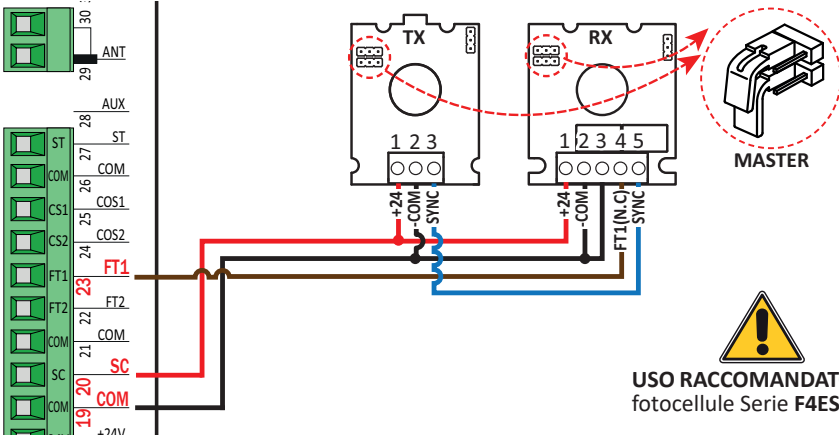 30
29
ANT
28
AUX
ST
27
ST
COM
26
COM
CS1
25
COS1
CS2
24
COS2
FT1
23
FT1
FT2
22
FT2
COM
21
COM
SC
20
SC
COM
19
COM
+24V
TX
1 2 3
+24
-COM
SYNC
RX
1 2 3 4 5
+24
-COM
FT1(N.C)
SYNC
MASTER
USO RACCOMANDAT
fotocellule Serie F4ES